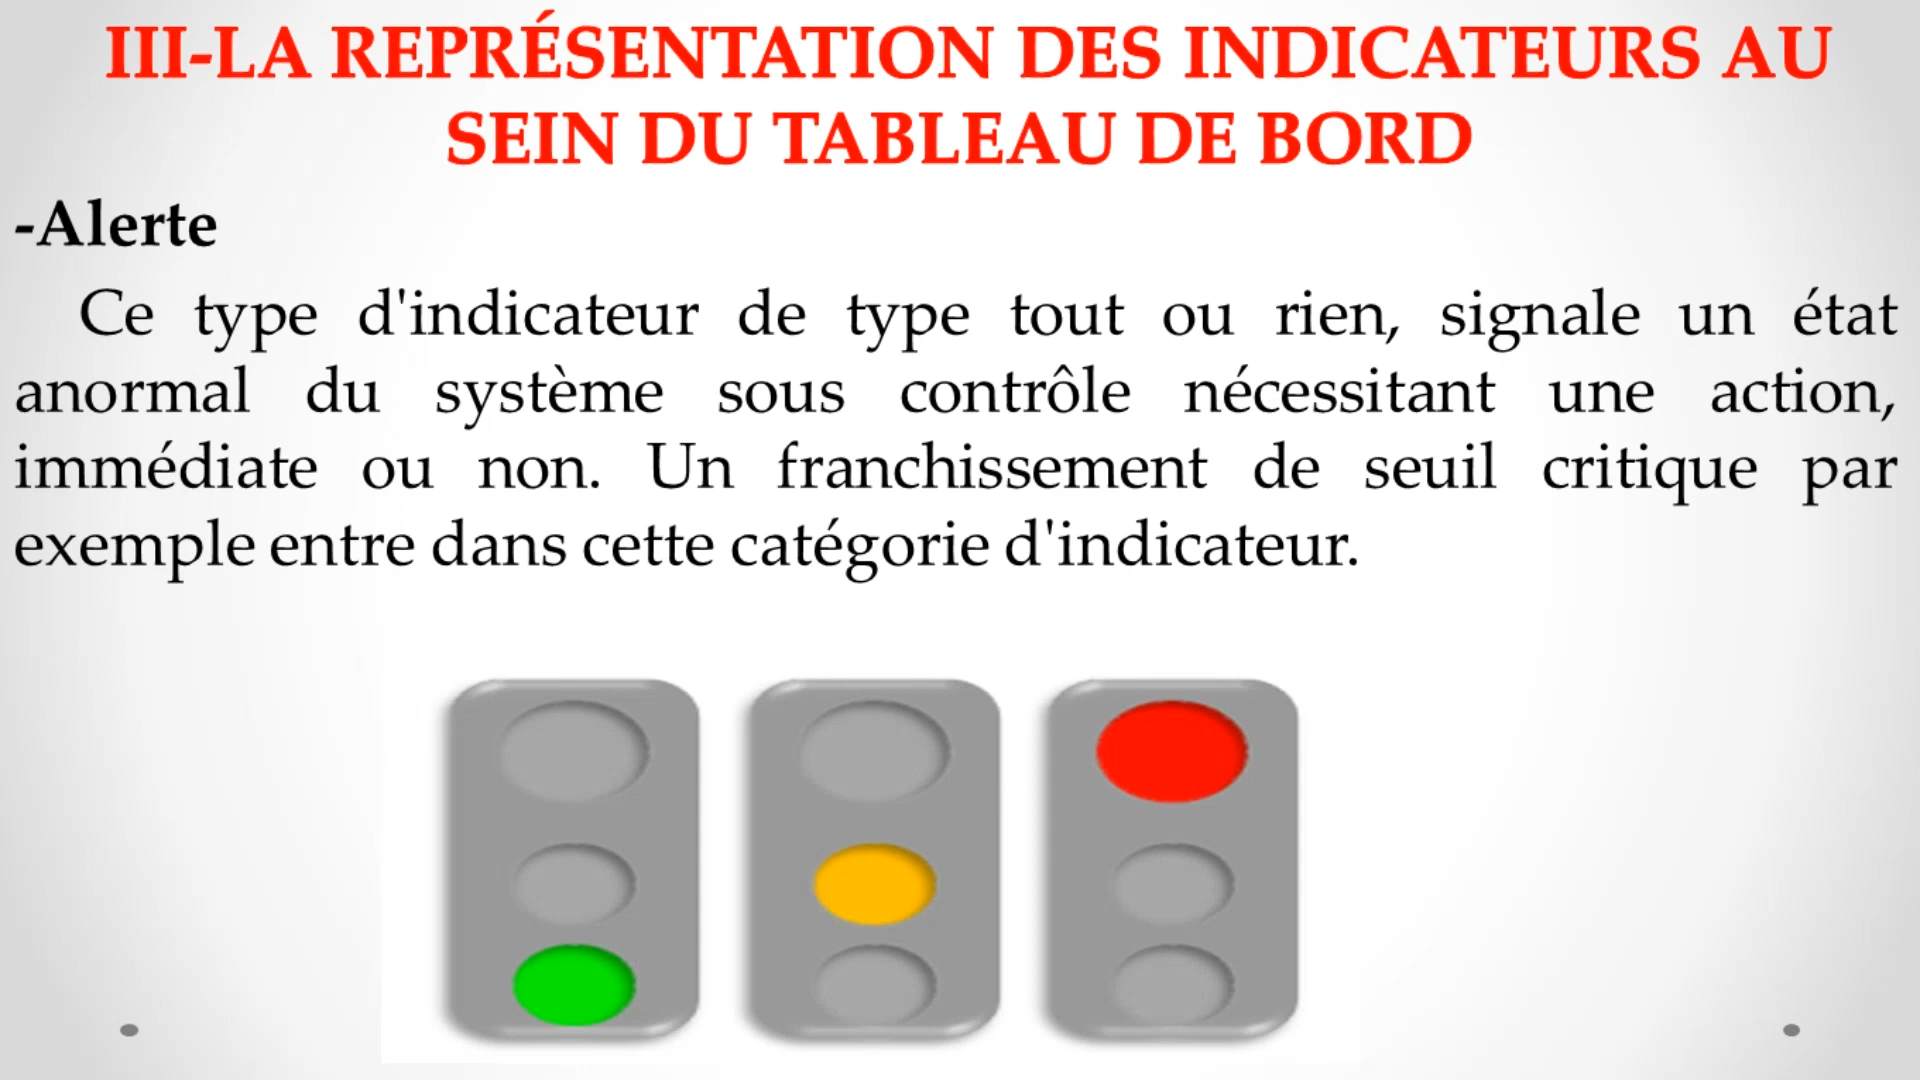 III-LA REPRÉSENTATION DES INDICATEURS AU
SEIN DU TABLEAU DE BORD
-Alerte
Ce type d'indicateur de type tout ou rien, signale un état
anormal du système sous contrôle nécessitant une action,
immédiate ou non. Un franchissement de seuil critique par
exemple entre dans cette catégorie d'indicateur.